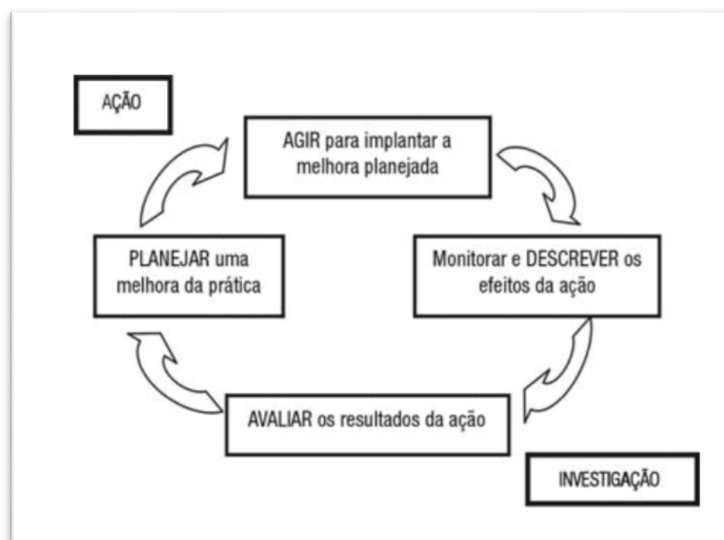 AÇÃO
AGIR para implantar a
melhora planejada
PLANEJAR uma
melhora da prática
Monitorar e DESCREVER os
efeitos da ação
AVALIAR os resultados da ação
INVESTIGAÇÃO